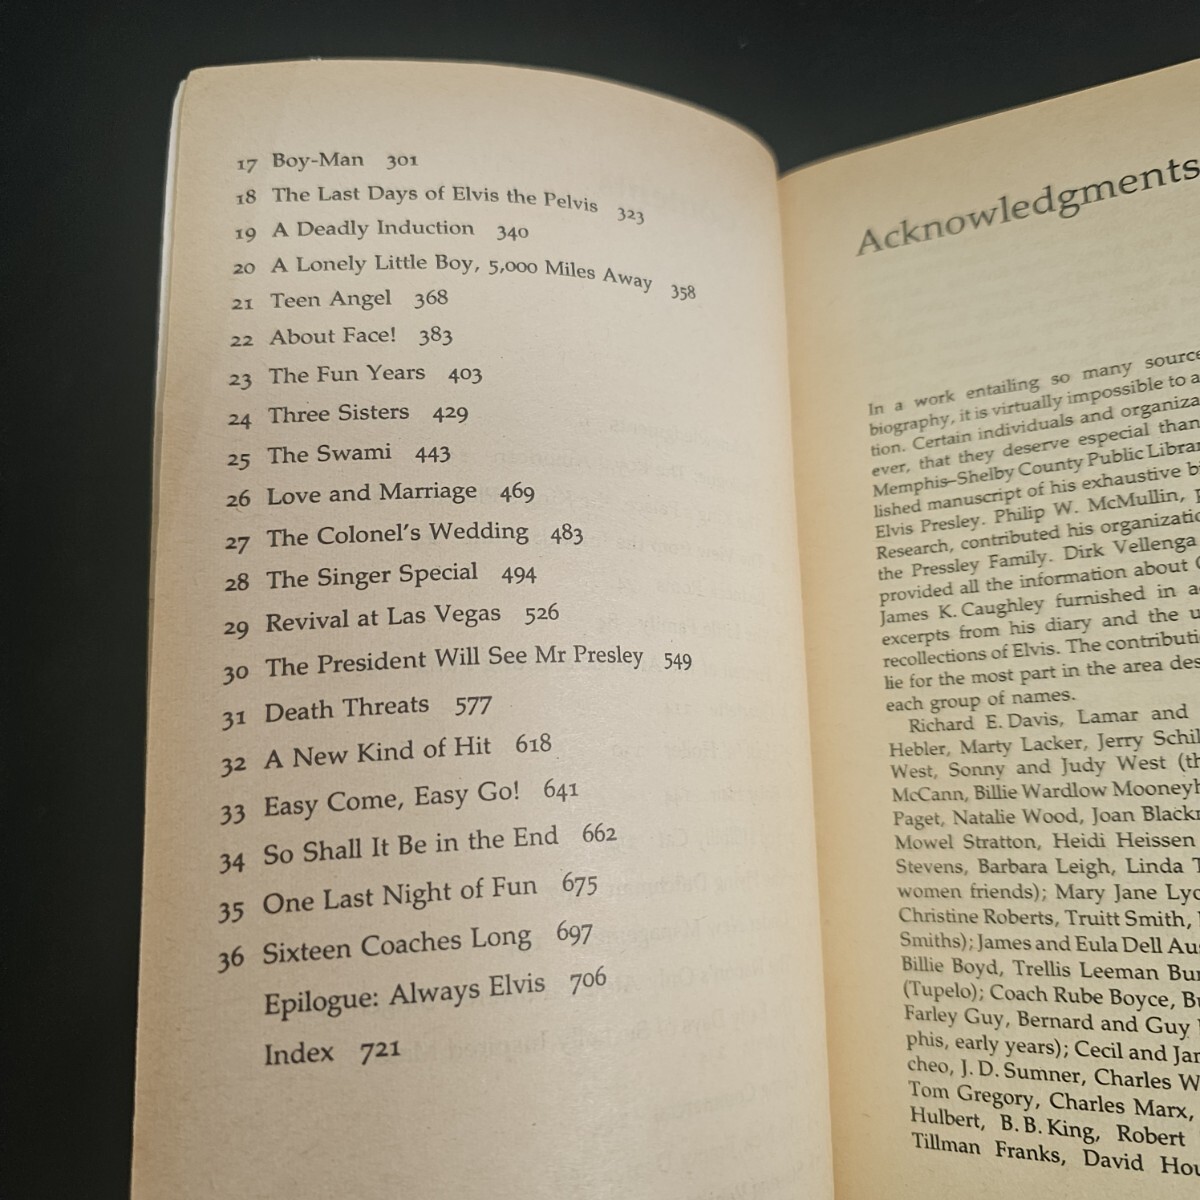 17 Boy-Man 301
18 The Last Days of Elvis the Pelvis 323
19 A Deadly Induction 340
20 A Lonely Little Boy, 5,000 Miles Away 358
21 Teen Angel 368
22 About Face! 383
23 The Fun Years 403
24 Three Sisters 429
25 The Swami 443
26 Love and Marriage 469
27 The Colonel's Wedding 483
28 The Singer Special 494
29 Revival at Las Vegas 526
30 The President Will See Mr Presley 549
31 Death Threats 577
32 A New Kind of Hit 618
33 Easy Come, Easy Go! 641
34 So Shall It Be in the End 662
35 One Last Night of Fun 675
36 Sixteen Coaches Long 697
Epilogue: Always Elvis 706
Index 721
Acknowledgments
In a work entailing so many source
biography, it is virtually impossible to a
tion. Certain individuals and organiza
ever, that they deserve especial than
Memphis–Shelby County Public Librar
lished manuscript of his exhaustive bi
Elvis Presley. Philip W. McMullin, p
Research, contributed his organizatio
the Pressley Family. Dirk Vellenga
provided all the information about
James K. Caughley furnished in a
excerpts from his diary and the u
recollections of Elvis. The contributi
lie for the most part in the area des
each group of names.
Richard E. Davis, Lamar and
Hebler, Marty Lacker, Jerry Schil
West, Sonny and Judy West (th
McCann, Billie Wardlow Mooneyh
Paget, Natalie Wood, Joan Blackm
Mowel Stratton, Heidi Heissen
Stevens, Barbara Leigh, Linda T
women friends); Mary Jane Lyo
Christine Roberts, Truitt Smith,
Smiths); James and Eula Dell Aus
Billie Boyd, Trellis Leeman Bur
(Tupelo); Coach Rube Boyce, Bu
Farley Guy, Bernard and Guy
phis, early years); Cecil and Jan
cheo, J. D. Sumner, Charles W
Tom Gregory, Charles Marx,
Hulbert, B. B. King, Robert
Tillman Franks, David Hou